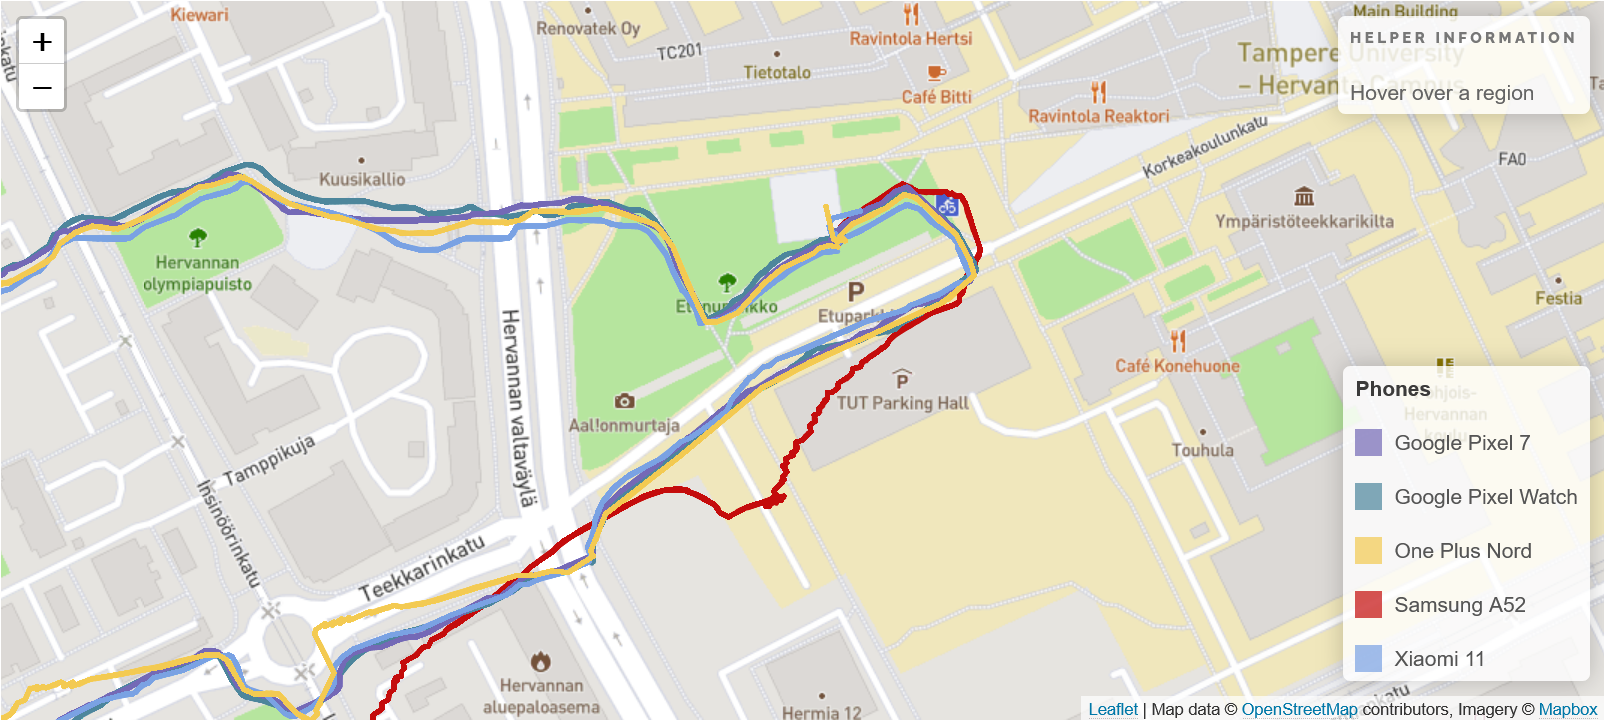 Kiewari
Renovatek Oy
TC201
Tietotalo
Ravintola Hertsi
Café Bitti
Ravintola Reaktori
Main Building
Tampere University
– Hervanta Campus
+
−
HELPER INFORMATION
Hover over a region
Korkeakoulunkatu
FA0
Kuusikallio
Ympäristöteekkarikilta
Hervannan
olympiapuisto
P
Festia
Café Konehuone
P
TUT Parking Hall
Aal!onmurtaja
Hervannan valtaväylä
Touhula
Tamppikuja
Insinöörinkatu
Teekkarinkatu
Hervannan
aluepaloasema
Hermia 12
Phones
Google Pixel 7
Google Pixel Watch
One Plus Nord
Samsung A52
Xiaomi 11
Leaflet | Map data © OpenStreetMap contributors, Imagery © Mapbox